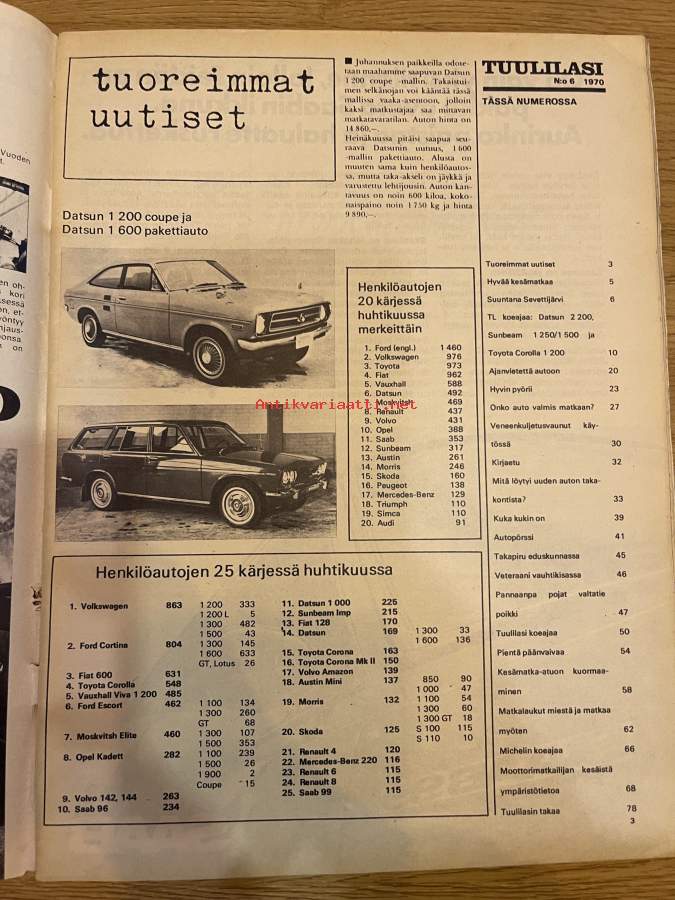 tuoreimmat
uutiset
Datsun 1 200 coupe ja
Datsun 1 600 pakettiauto
■ Juhannuksen paikkeilla odote-
taan maahamme saapuvan Datsun
1 200 coupe -mallin. Takaistui-
men selkänojan voi kääntää tässä
mallissa vaaka-asentoon, jolloin
kaksi matkustajaa saa mittavan
matkatavaratilan. Auton hinta on
14 860,—.
Heinäkuussa pitäisi saapua seu-
raava Datsunin uutuus, 1 600
-mallin pakettiauto. Alusta on
muuten sama kuin henkilöautos-
sa, mutta taka-akseli on jäykkä ja
varustettu lehtijousin. Auton kan-
tavuus on noin 600 kiloa, koko-
naispaino noin 1 750 kg ja hinta
9 890,—.
Henkilöautojen
20 kärjessä
huhtikuussa
merkeittäin
1. Ford (engl.) 1 460
2. Volkswagen 976
3. Toyota 973
4. Fiat 962
5. Vauxhall 588
6. Datsun 492
7. Moskvitsh 469
8. Renault 437
9. Volvo 431
10. Opel 388
11. Saab 353
12. Sunbeam 317
13. Austin 261
14. Morris 246
15. Skoda 160
16. Peugeot 138
17. Mercedes-Benz 129
18. Triumph 110
19. Simca 110
20. Audi 91
Antikvariaatti.net
Henkilöautojen 25 kärjessä huhtikuussa
1. Volkswagen 863 1 200 333
1 200 L 5
1 300 482
1 500 43
2. Ford Cortina 804 1 300 145
1 600 633
GT, Lotus 26
3. Fiat 600 631
4. Toyota Corolla 548
5. Vauxhall Viva 1 200 485
6. Ford Escort 462 1 100 134
1 300 260
GT 68
7. Moskvitsh Elite 460 1 300 107
1 500 353
8. Opel Kadett 282 1 100 239
1 500 26
1 900 2
Coupe 15
9. Volvo 142, 144 263
10. Saab 96 234
11. Datsun 1 000 225
12. Sunbeam Imp 215
13. Fiat 128 170
14. Datsun 169 1 300 33
1 600 136
15. Toyota Corona 163
16. Toyota Corona Mk II 150
17. Volvo Amazon 139
18. Austin Mini 137 850 90
1 000 47
19. Morris 132 1 100 54
1 300 60
1 300 GT 18
20. Skoda 125 S 100 115
S 110 10
21. Renault 4 120
22. Mercedes-Benz 220 116
23. Renault 6 115
24. Renault 8 115
25. Saab 99 115
TUULILASI
N:o 6 1970
TÄSSÄ NUMEROSSA
Tuoreimmat uutiset 3
Hyvää kesämatkaa 5
Suuntana Sevettijärvi 6
TL koeajaa: Datsun 2 200,
Sunbeam 1 250/1 500 ja
Toyota Corolla 1 200 10
Ajanvietettä autoon 20
Hyvin pyörii 23
Onko auto valmis matkaan? 27
Veneenkuljetusvaunut käy-
tössä 30
Kirjaetu 32
Mitä löytyi uuden auton taka-
kontista? 33
Kuka kukin on 39
Autopörssi 41
Takapiru eduskunnassa 45
Veteraani vauhtikisassa 46
Pannaanpa pojat valtatie
poikki 47
Tuulilasi koeajaa 50
Pientä päänvaivaa 54
Kesämatka-atuon kuormaa-
minen 58
Matkalaukut miestä ja matkaa
myöten 62
Michelin koeajaa 66
Moottorimatkailijan kesäistä
ympäristötietoa 68
Tuulilasin takaa 78
3